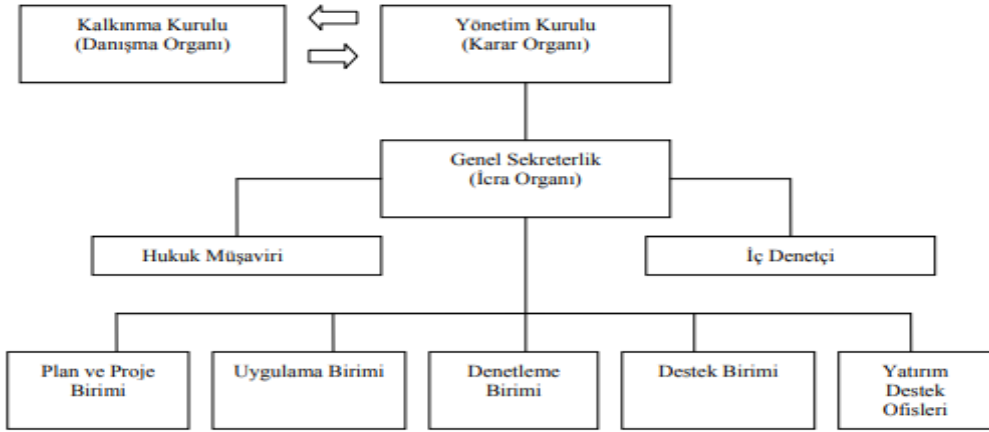 Kalkınma Kurulu
(Danışma Organı)
Yönetim Kurulu
(Karar Organı)
Genel Sekreterlik
(İcra Organı)
Hukuk Müşaviri
İç Denetçi
Plan ve Proje
Birimi
Uygulama Birimi
Denetleme
Birimi
Destek Birimi
Yatırım
Destek
Ofisleri